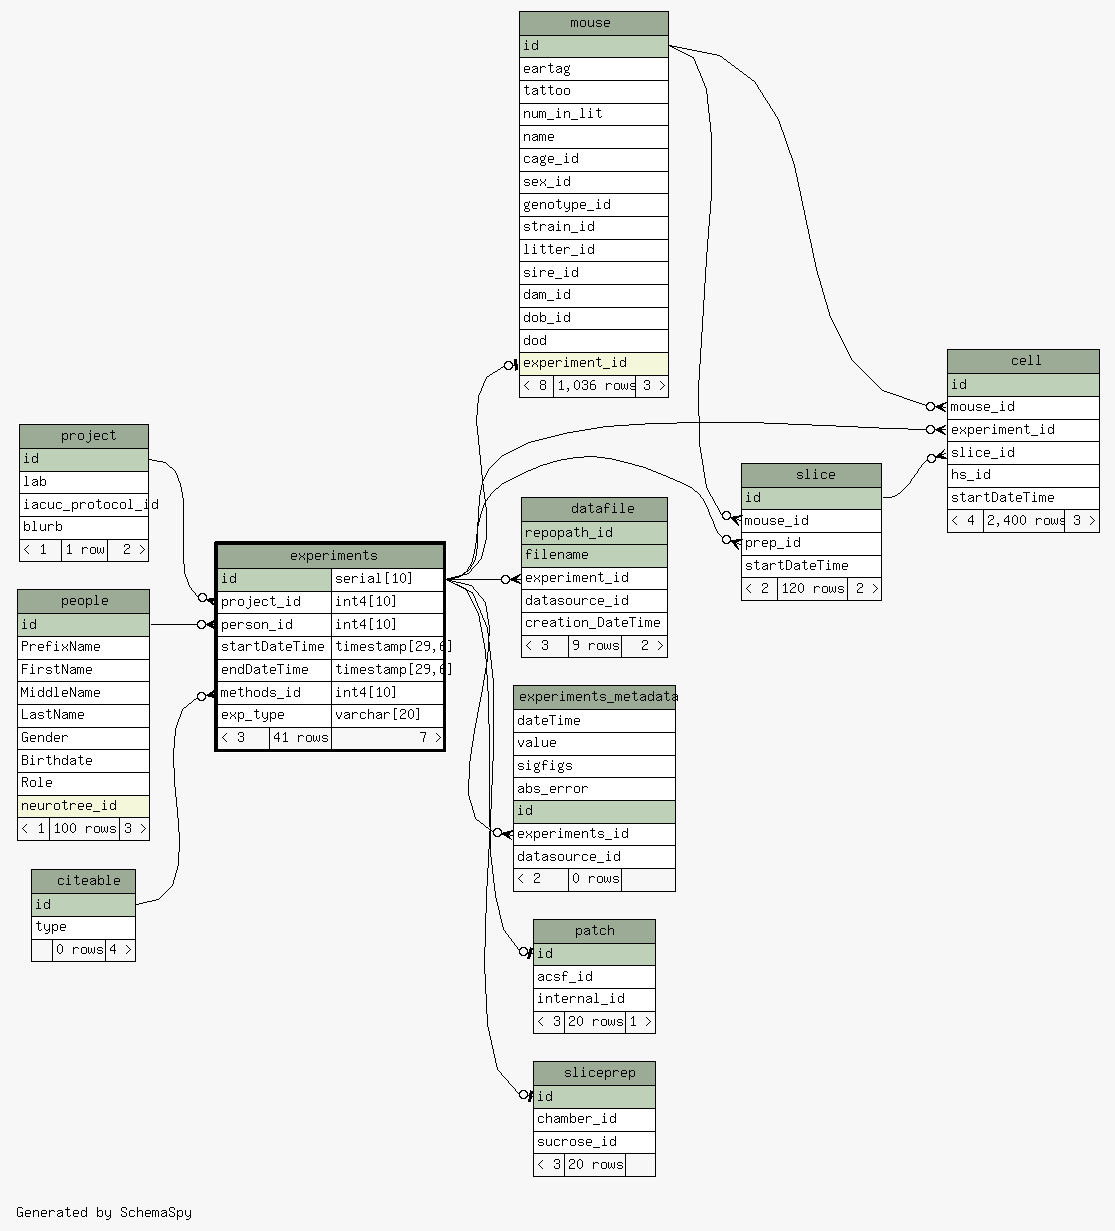 mouse
id
eartag
tattoo
num_in_lit
name
cage_id
sex_id
genotype_id
strain_id
litter_id
sire_id
dam_id
dob_id
dod
experiment_id
< 8 1,036 rows 3 >
cell
id
mouse_id
experiment_id
slice_id
hs_id
startDateTime
< 4 2,400 rows 3 >
project
id
lab
iacuc_protocol_id
blurb
< 1 1 row 2 >
slice
id
mouse_id
prep_id
startDateTime
< 2 120 rows 2 >
datafile
repopath_id
filename
experiment_id
datasource_id
creation_DateTime
< 3 9 rows 2 >
experiments
id serial[10]
project_id int4[10]
person_id int4[10]
startDateTime timestamp[29,6]
endDateTime timestamp[29,6]
methods_id int4[10]
exp_type varchar[20]
< 3 41 rows 7 >
people
id
PrefixName
FirstName
MiddleName
LastName
Gender
Birthdate
Role
neurotree_id
< 1 100 rows 3 >
experiments_metadata
dateTime
value
sigfigs
abs_error
id
experiments_id
datasource_id
< 2 0 rows
citeable
id
type
0 rows 4 >
patch
id
acsf_id
internal_id
< 3 20 rows 1 >
sliceprep
id
chamber_id
sucrose_id
< 3 20 rows
Generated by SchemaSpy